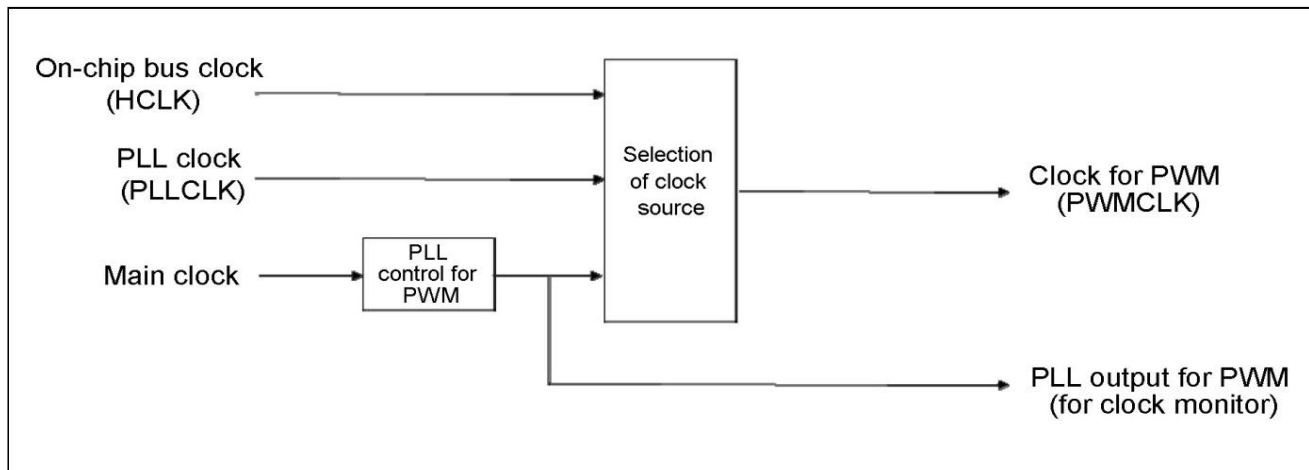 On-chip bus clock
(HCLK)
PLL clock
(PLLCLK)
Main clock
PLL
control for
PWM
Selection
of clock
source
Clock for PWM
(PWMCLK)
PLL output for PWM
(for clock monitor)